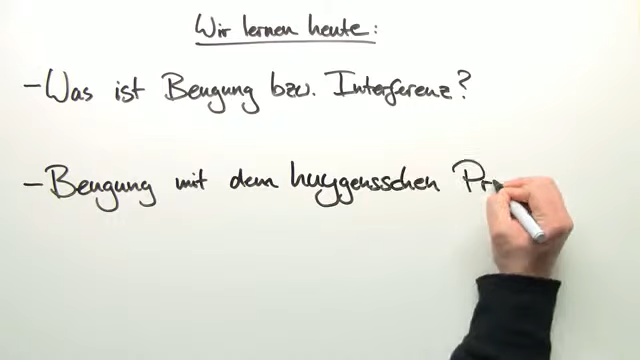 Wir lernen heute:
- Was ist Beugung bzw. Interferenz?
- Beugung mit dem huygensschen Pr